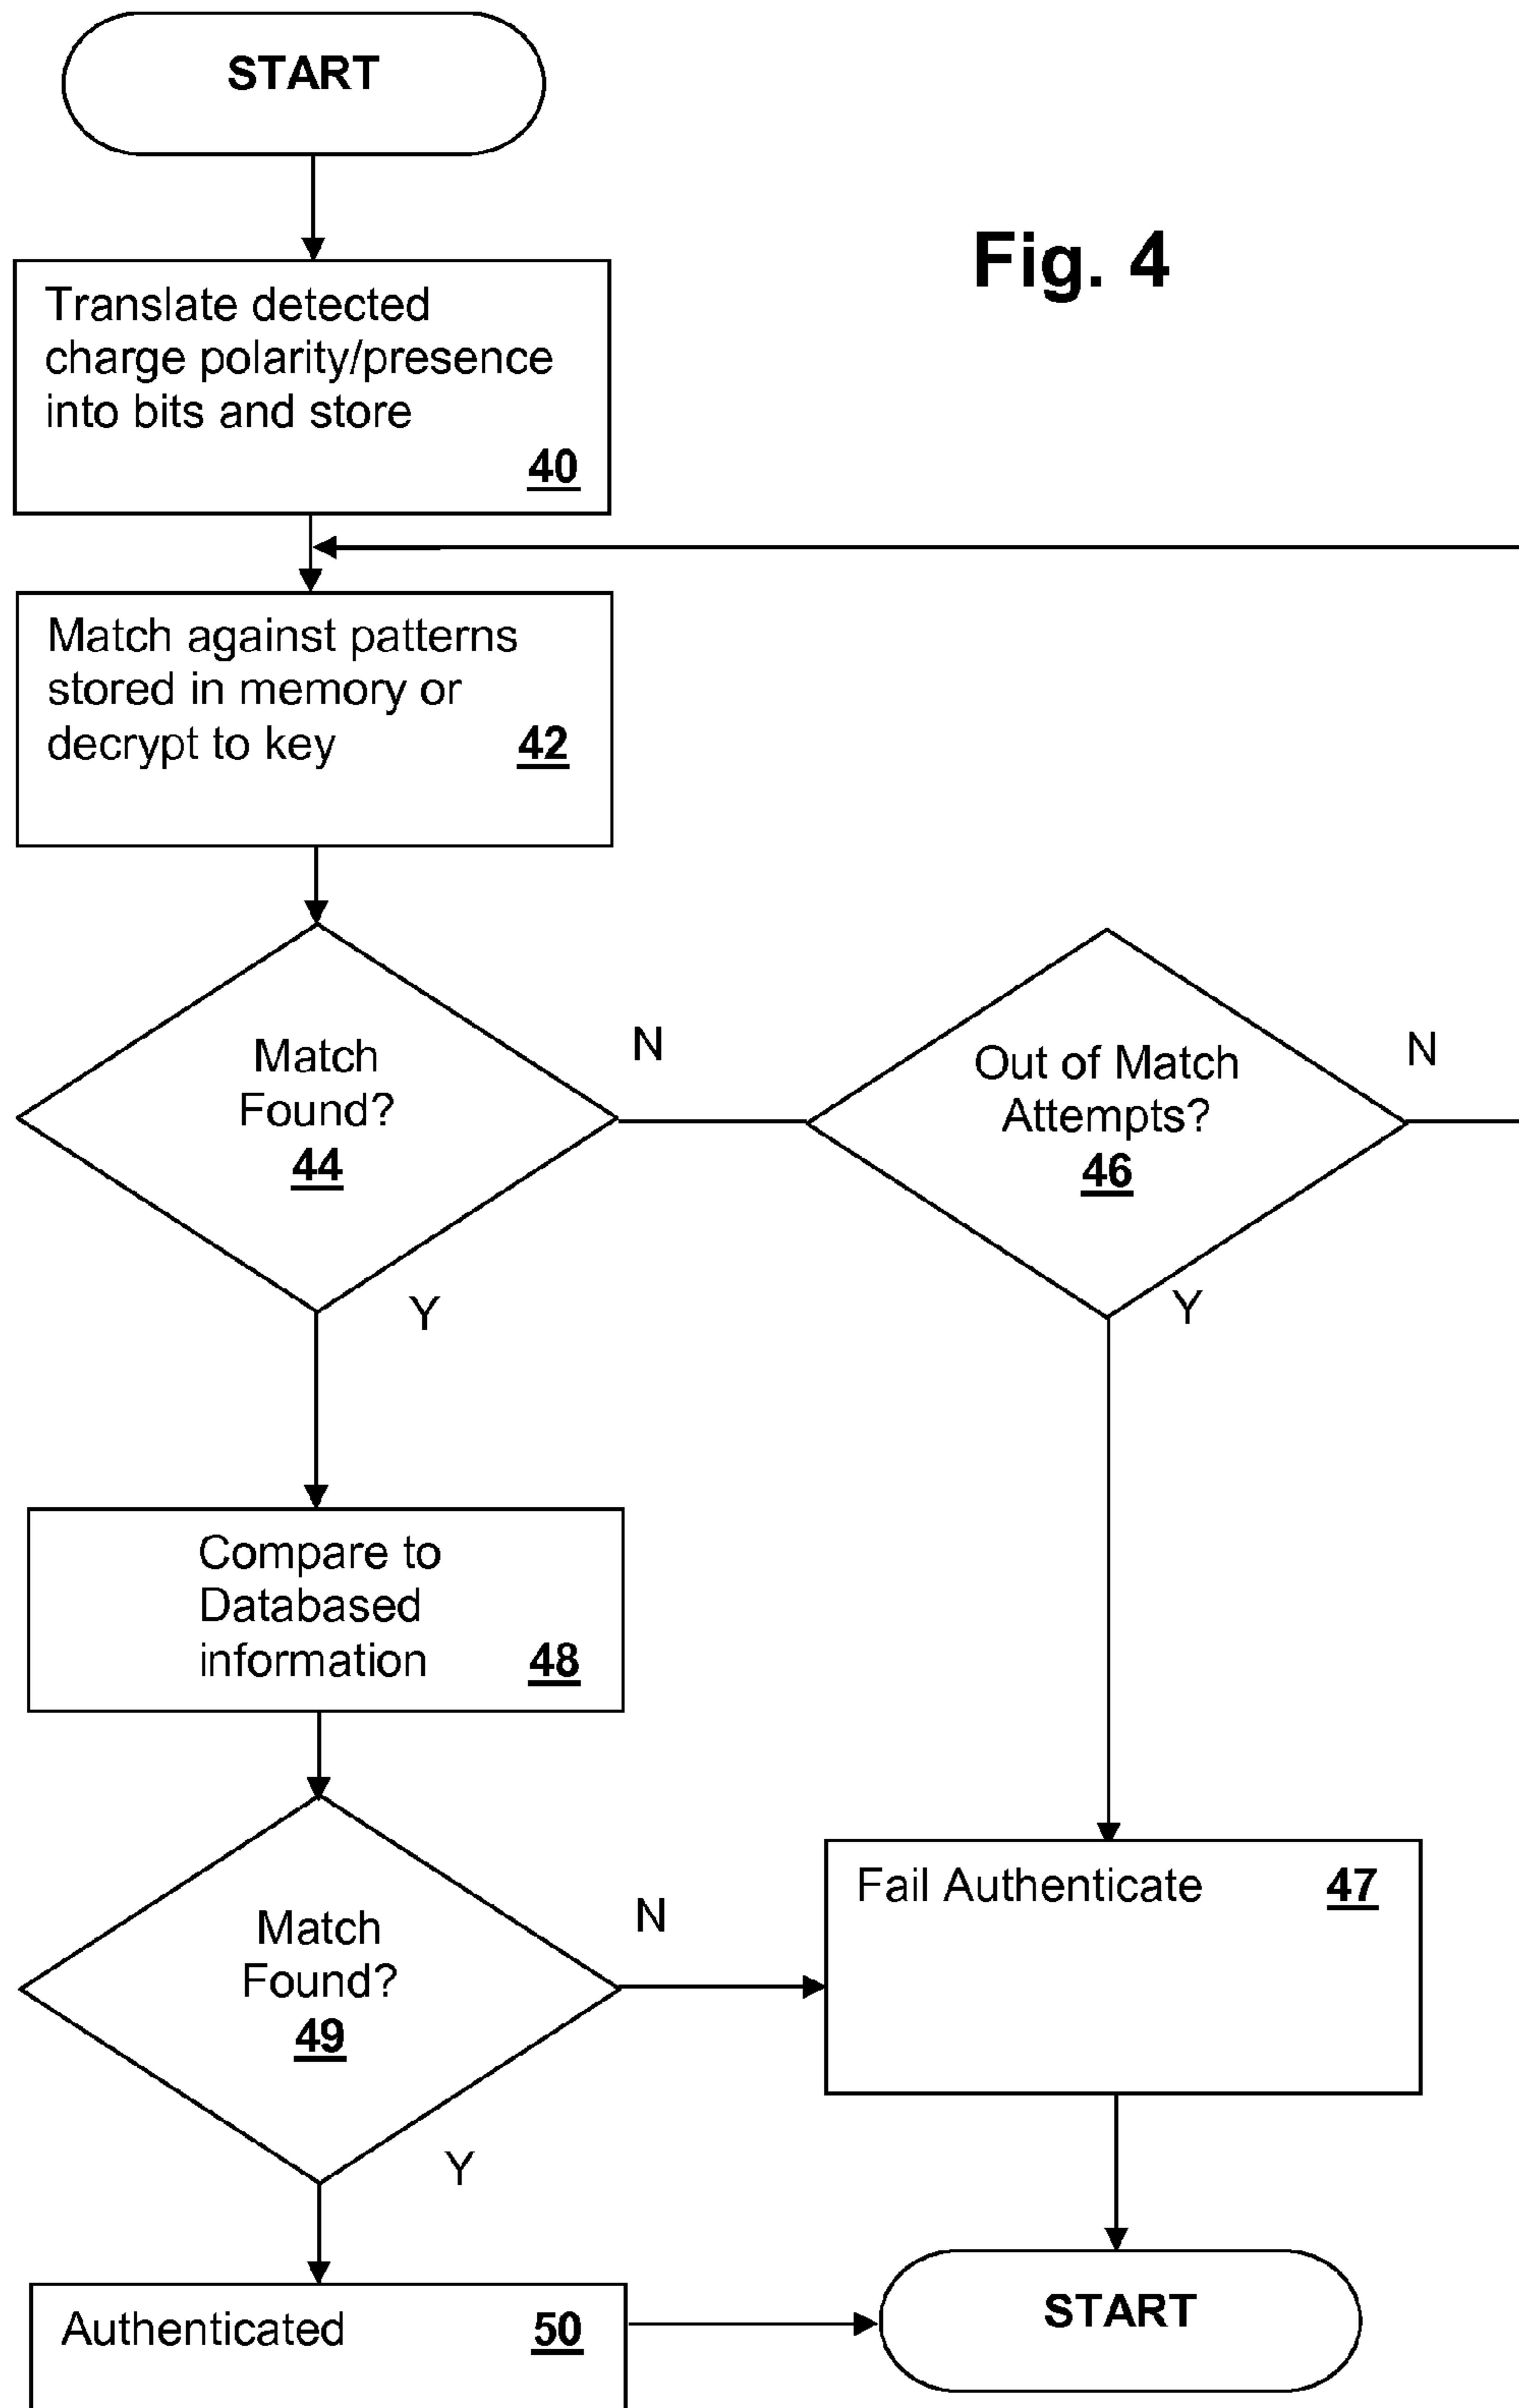 START
Fig. 4
Translate detected
charge polarity/presence
into bits and store
40
Match against patterns
stored in memory or
decrypt to key 42
Match
Found?
44
N
Y
Out of Match
Attempts?
46
N
Y
Compare to
Databased
information 48
Match
Found?
49
N
Y
Fail Authenticate 47
Authenticated 50
START